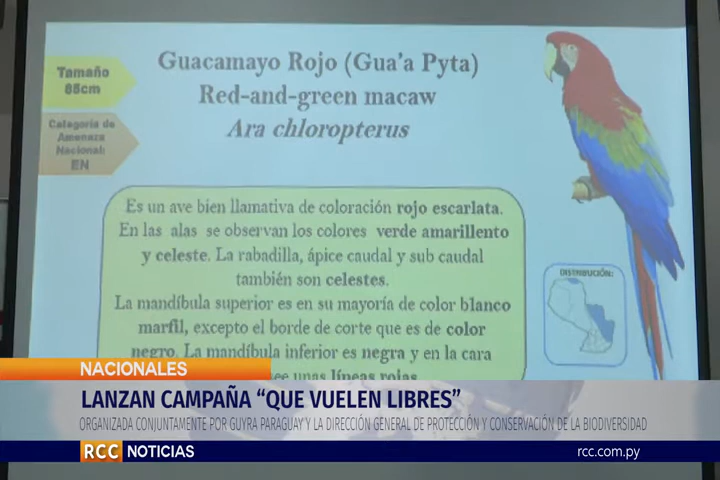 Guacamayo Rojo (Gua'a Pyta)
Red-and-green macaw
Ara chloropterus
Tamaño
85cm
Categoría de
Amenaza
Nacional:
EN
Es un ave bien llamativa de coloración rojo escarlata.
En las alas se observan los colores verde amarillento
y celeste. La rabadilla, ápice caudal y sub caudal
también son celestes.
La mandíbula superior es en su mayoría de color blanco
marfil, excepto el borde de corte que es de color
negro. La mandíbula inferior es negra y en la cara
unas líneas rojas.
DISTRIBUCIÓN:
NACIONALES
LANZAN CAMPAÑA “QUE VUELEN LIBRES”
ORGANIZADA CONJUNTAMENTE POR GUYRA PARAGUAY Y LA DIRECCIÓN GENERAL DE PROTECCIÓN Y CONSERVACIÓN DE LA BIODIVERSIDAD
RCC NOTICIAS
rcc.com.py